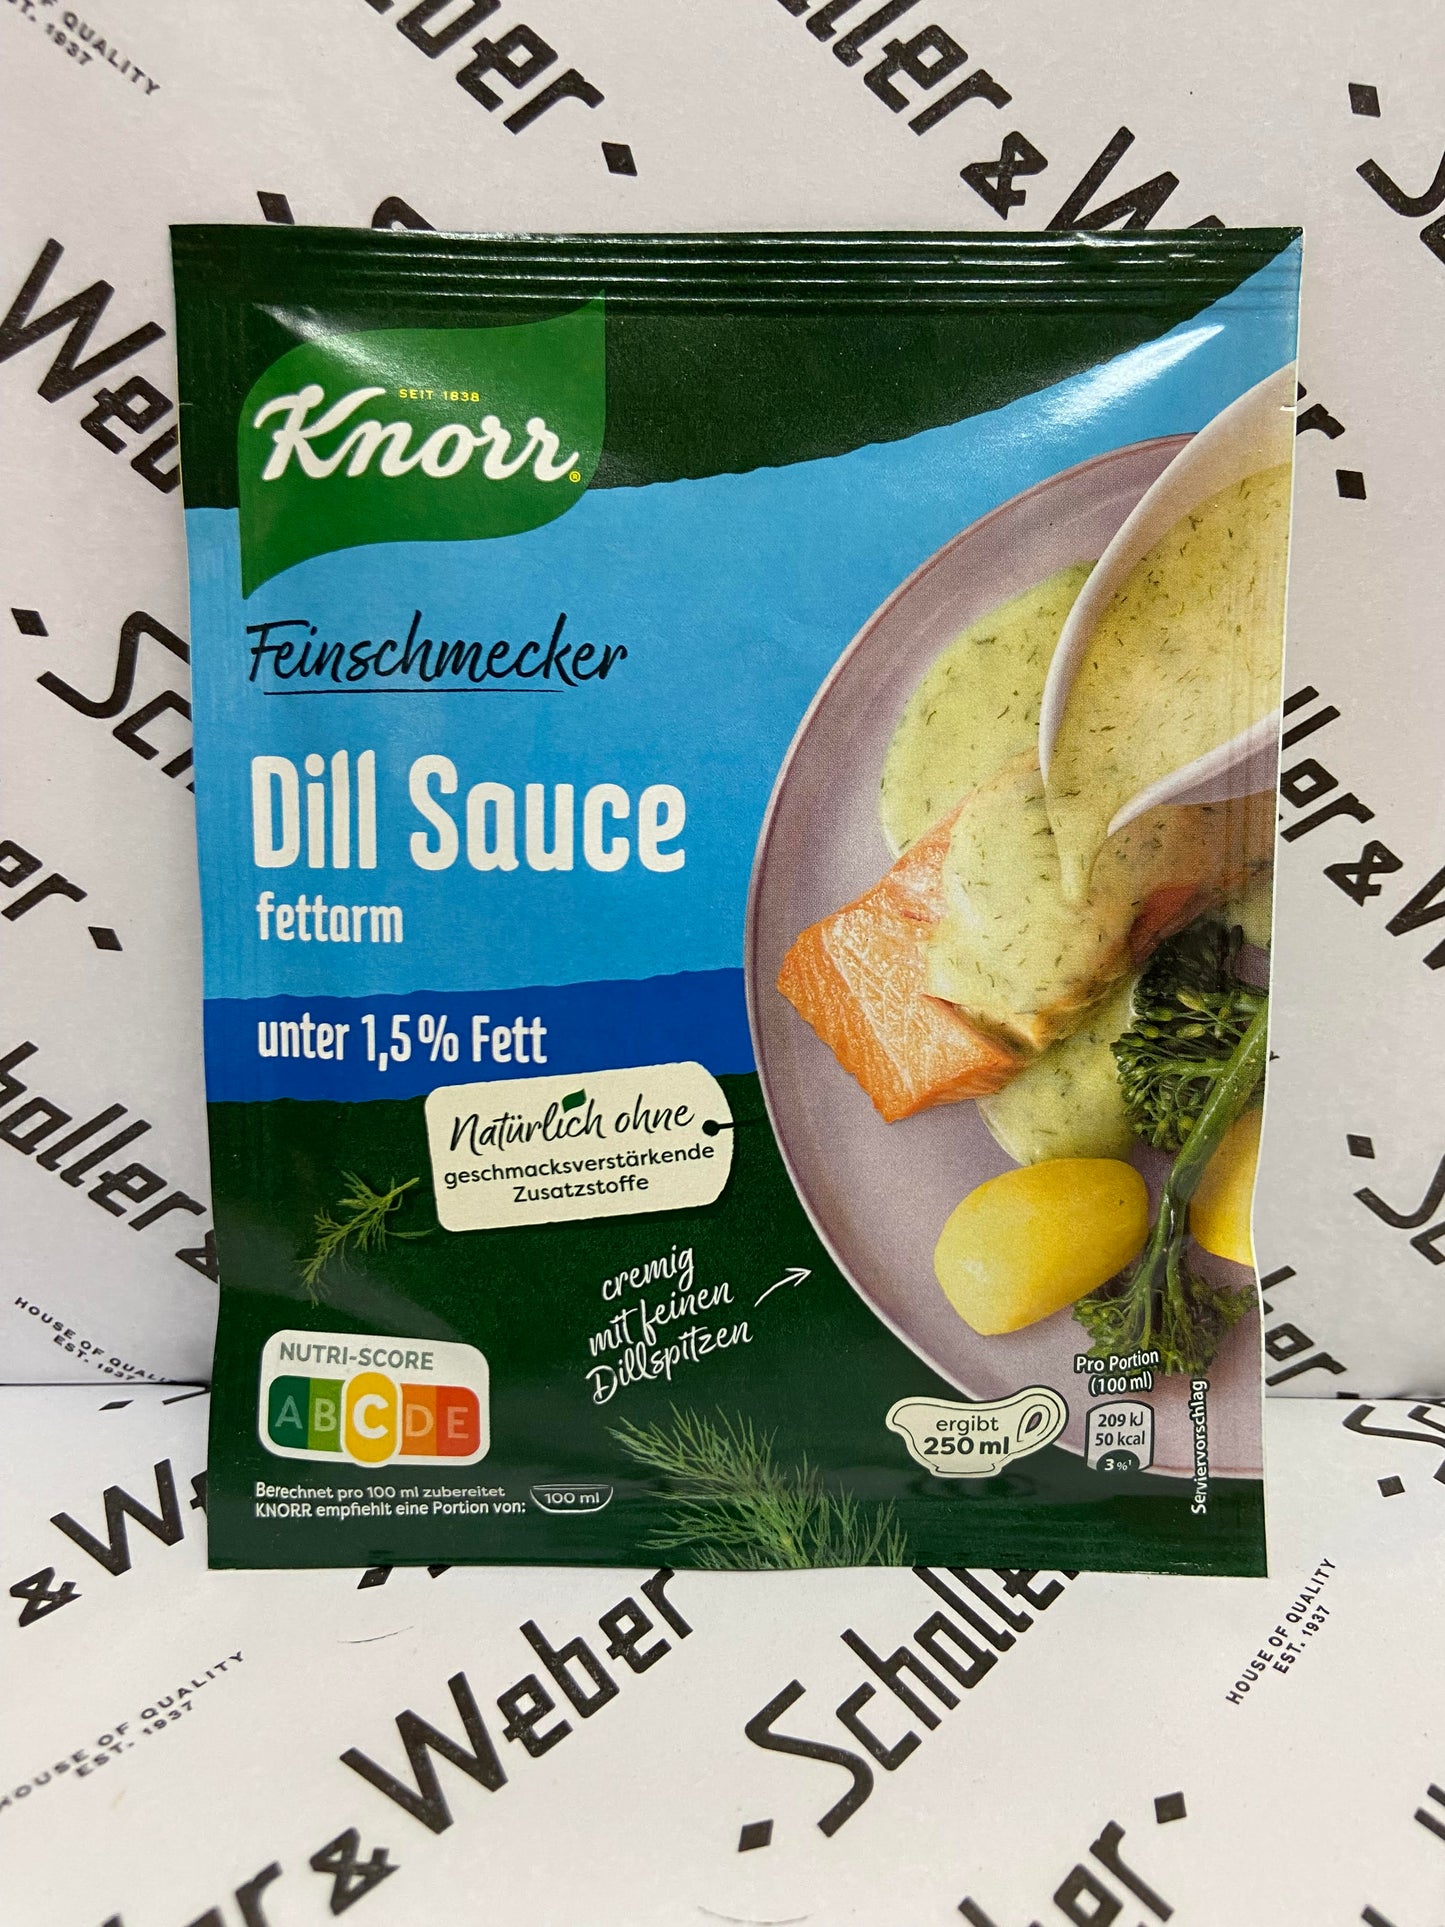 SEIT 1838
Knorr®
Feinschmecker
Dill Sauce
fettarm
unter 1,5% Fett
Natürlich ohne
geschmacksverstärkende
Zusatzstoffe
cremig
mit feinen
Dillspitzen
NUTRI-SCORE
A B C D E
Berechnet pro 100 ml zubereitet
KNORR empfiehlt eine Portion von:
100 ml
ergibt
250 ml
Pro Portion
(100 ml)
209 kJ
50 kcal
3%¹
Serviervorschlag
Schaller & Weber
HOUSE OF QUALITY
EST. 1937